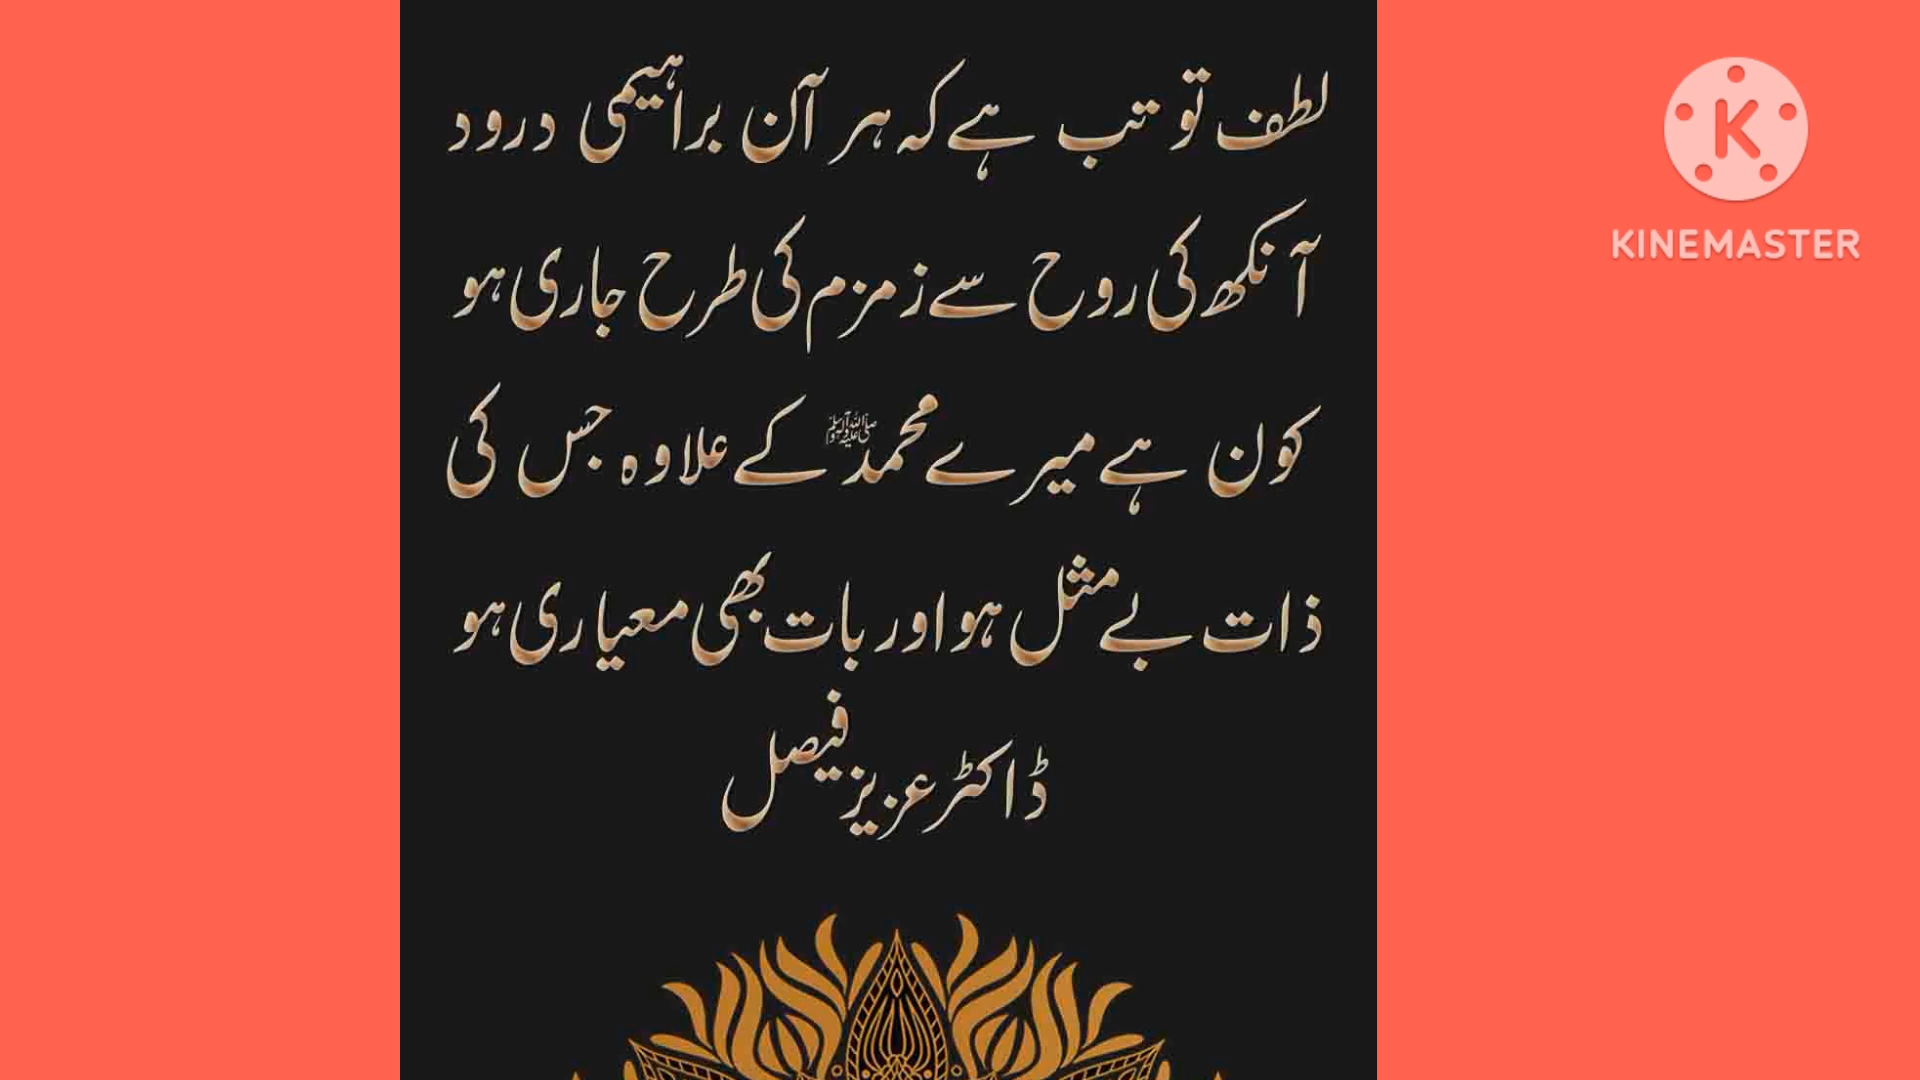 لطف تو تب ہے کہ ہر آن براہیمی درود
آنکھ کی روح سے زمزم کی طرح جاری ہو
کون ہے میرے محمدﷺ کے علاوہ جس کی
ذات بے مثل ہو اور بات بھی معیاری ہو
ڈاکٹر عزیز فیصل
KINEMASTER